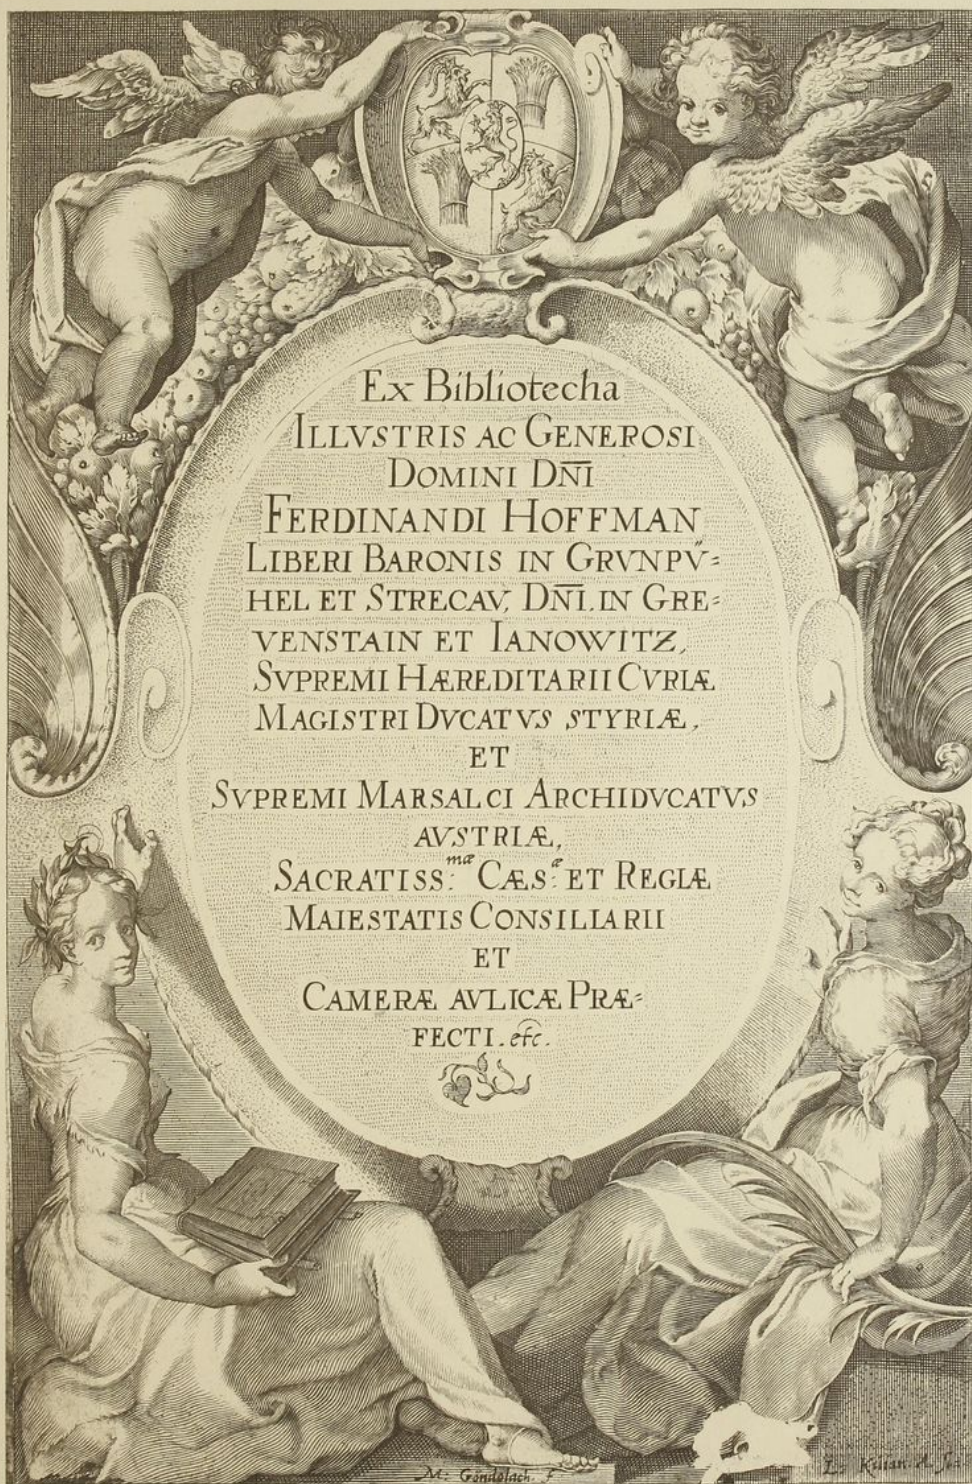 Ex Bibliotecha
ILLVSTRIS AC GENEROSI
DOMINI DN̄I
FERDINANDI HOFFMAN
LIBERI BARONIS IN GRVNPV̋=
HEL ET STRECAV, DN̄I. IN GRE=
VENSTAIN ET IANOWITZ,
SVPREMI HÆREDITARII CVRIÆ
MAGISTRI DVCATVS STYRIÆ,
ET
SVPREMI MARSALCI ARCHIDVCATVS
AVSTRIÆ,
SACRATISS:mæ CÆS:æ ET REGIÆ
MAIESTATIS CONSILIARII
ET
CAMERÆ AVLICÆ PRÆ=
FECTI. etc.
M: Gondolach. F
L: Kilian. A.